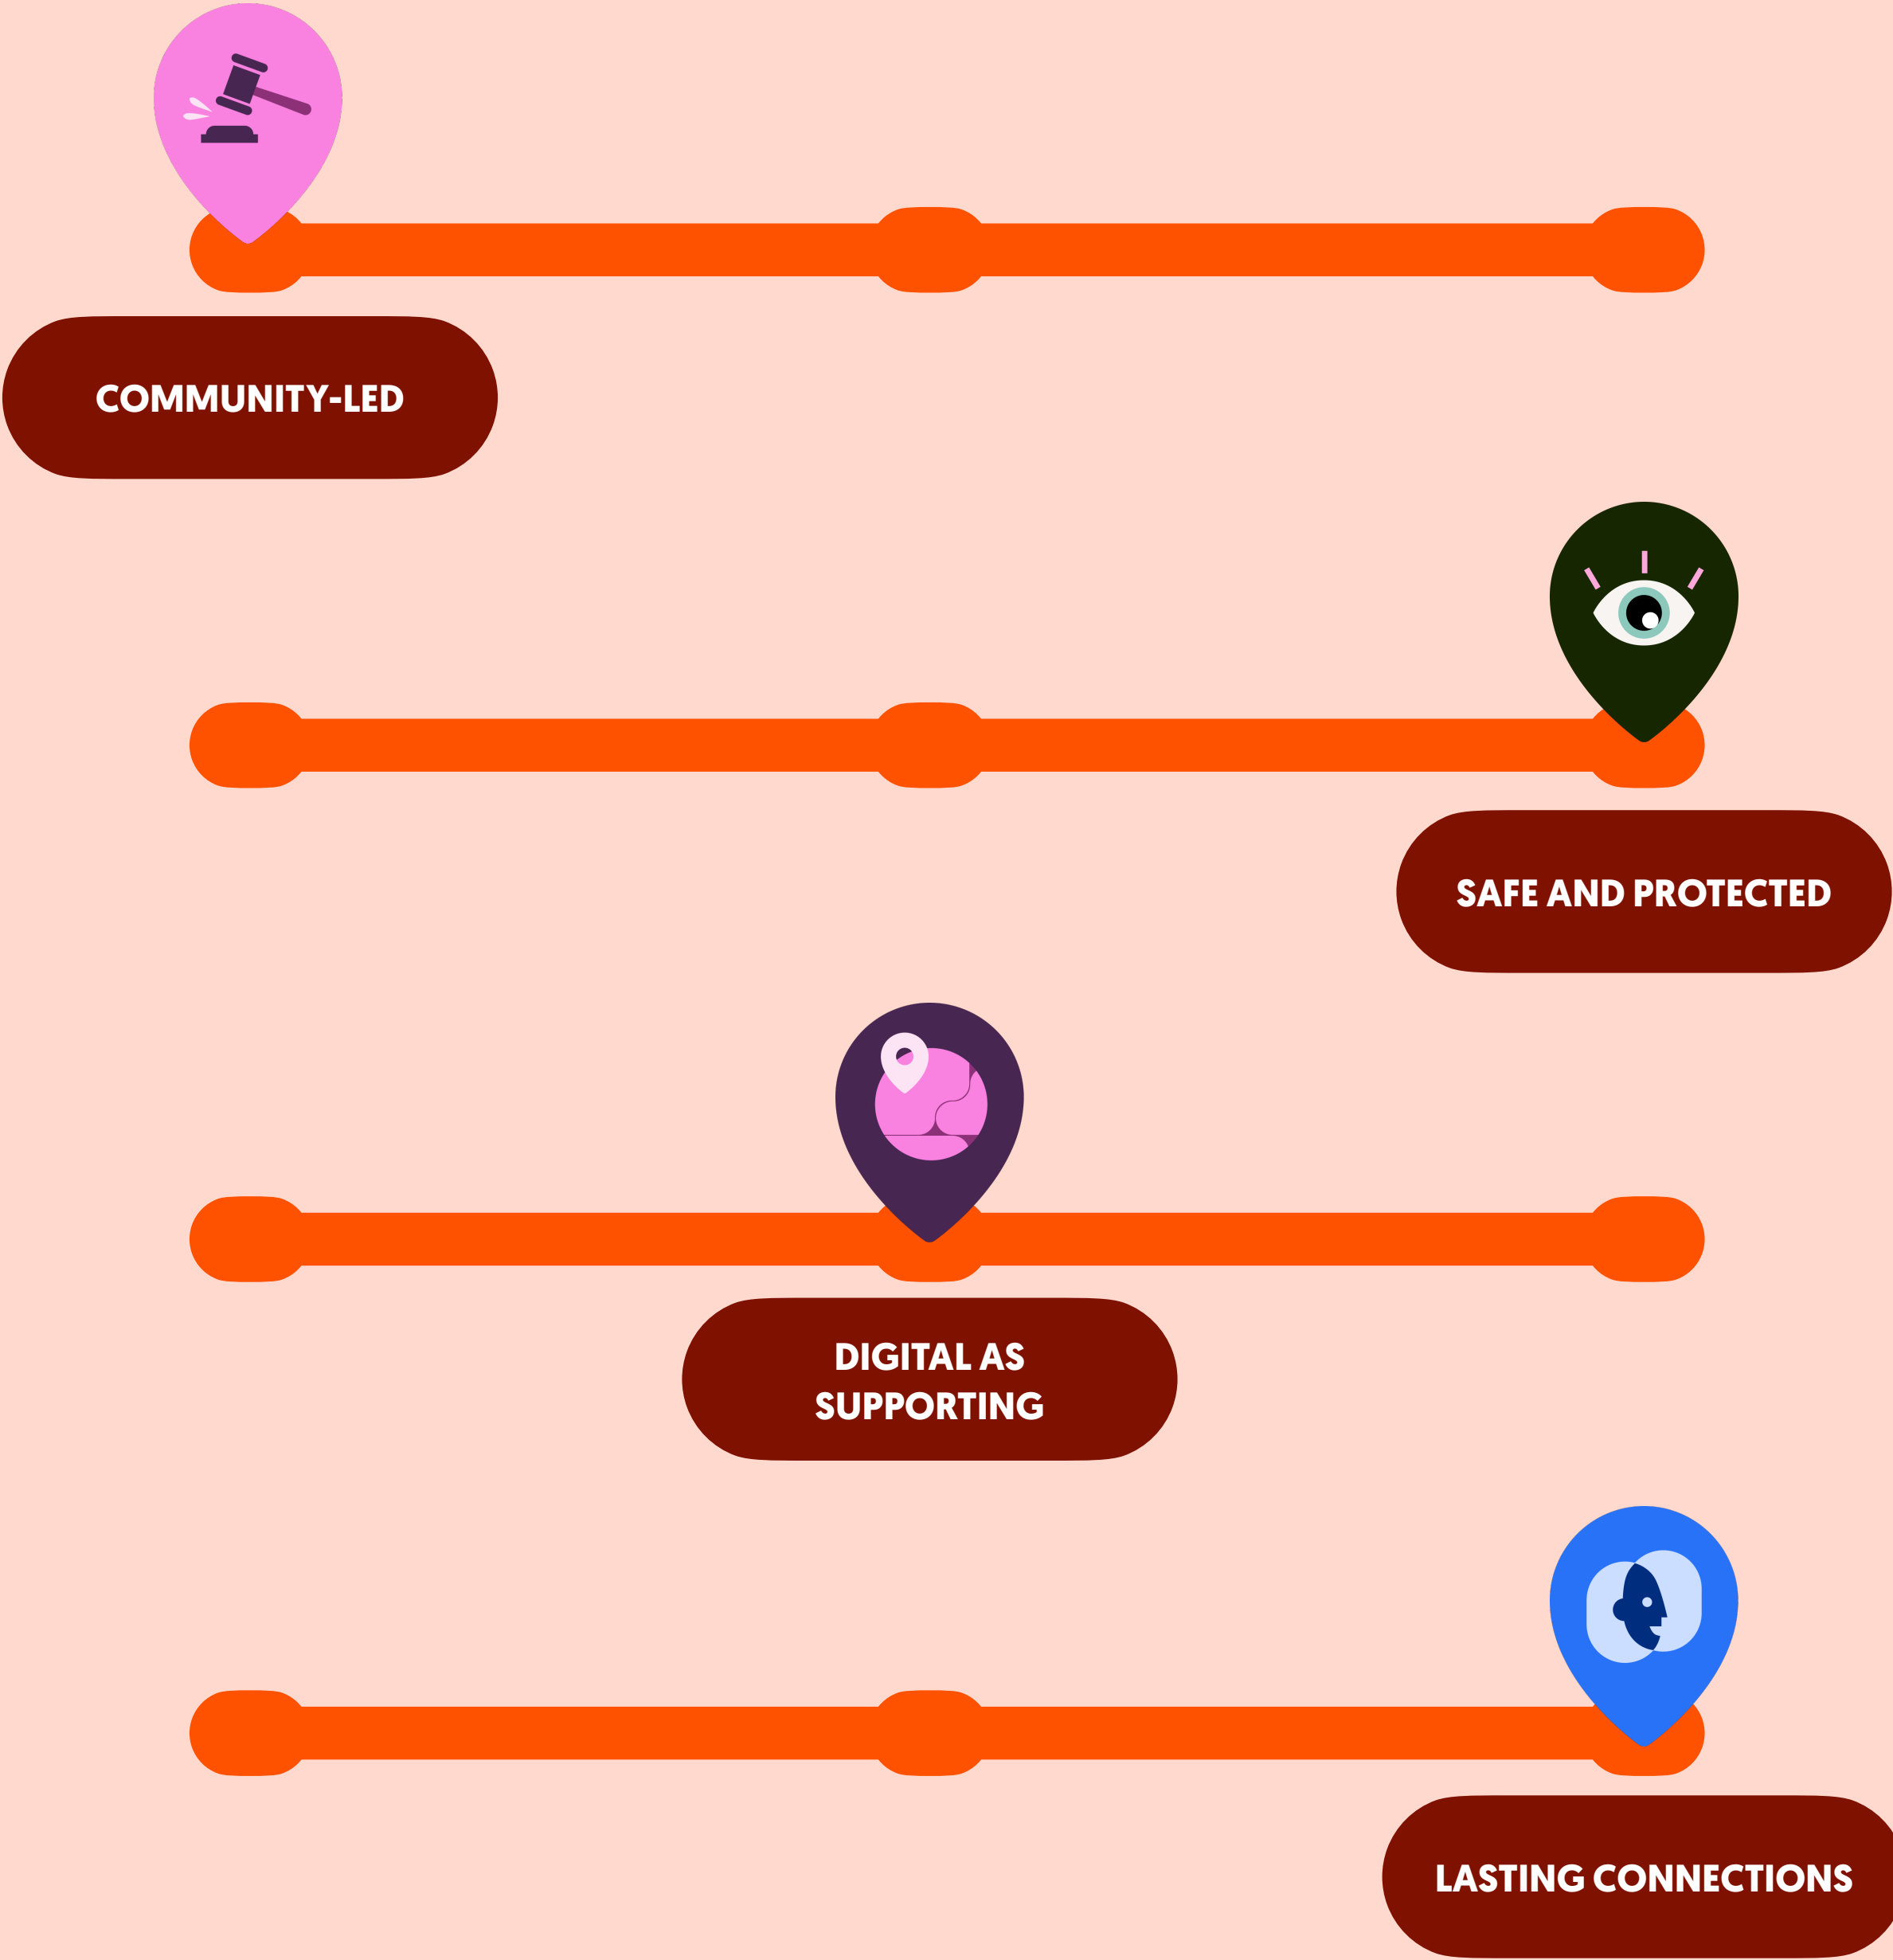 COMMUNITY-LED
SAFE AND PROTECTED
DIGITAL AS
SUPPORTING
LASTING CONNECTIONS